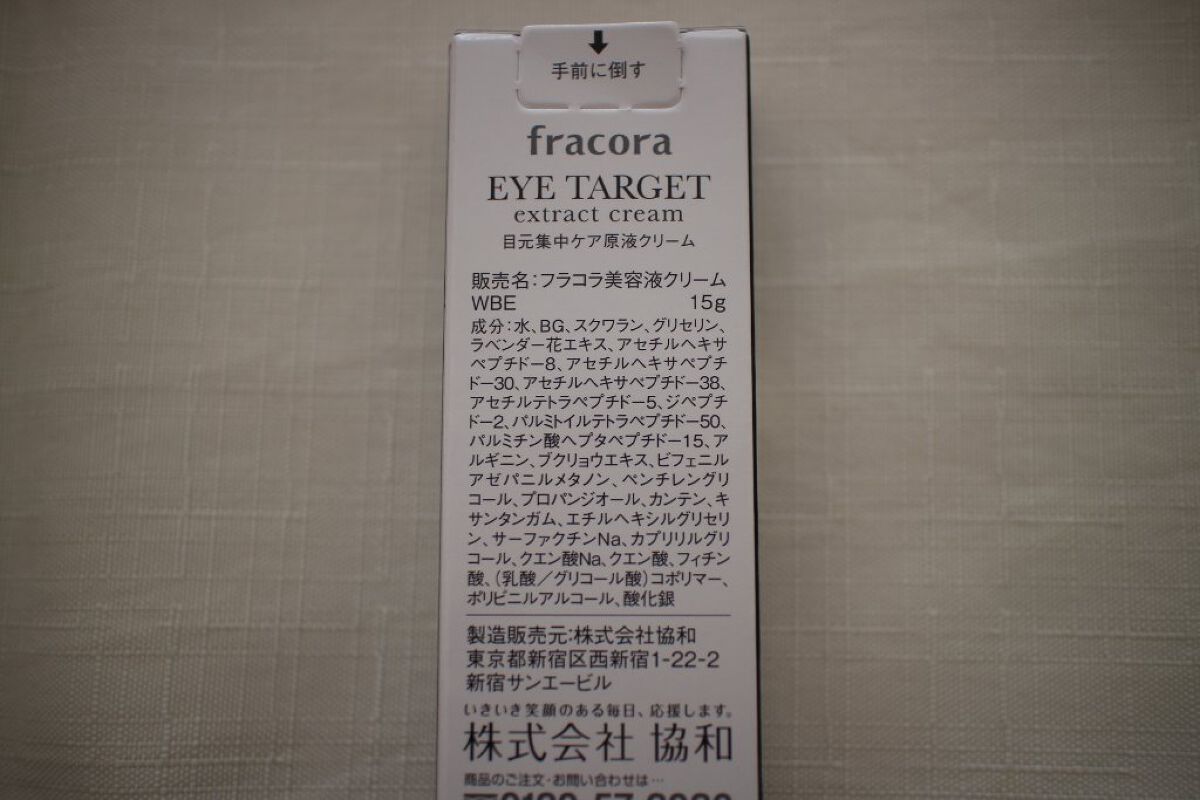 手前に倒す
fracora
EYE TARGET
extract cream
目元集中ケア原液クリーム
販売名:フラコラ美容液クリーム
WBE 15g
成分:水、BG、スクワラン、グリセリン、
ラベンダー花エキス、アセチルヘキサ
ペプチドー8、アセチルヘキサペプチ
ドー30、アセチルヘキサペプチドー38、
アセチルテトラペプチドー5、ジペプチ
ドー2、パルミトイルテトラペプチドー50、
パルミチン酸ヘプタペプチドー15、ア
ルギニン、ブクリョウエキス、ビフェニル
アゼパニルメタノン、ペンチレングリ
コール、プロパンジオール、カンテン、キ
サンタンガム、エチルヘキシルグリセリ
ン、サーファクチンNa、カプリリルグリ
コール、クエン酸Na、クエン酸、フィチン
酸、(乳酸/グリコール酸)コポリマー、
ポリビニルアルコール、酸化銀
製造販売元:株式会社協和
東京都新宿区西新宿1-22-2
新宿サンエービル
いきいき笑顔のある毎日、応援します。
株式会社 協和
商品のご注文・お問い合わせは…